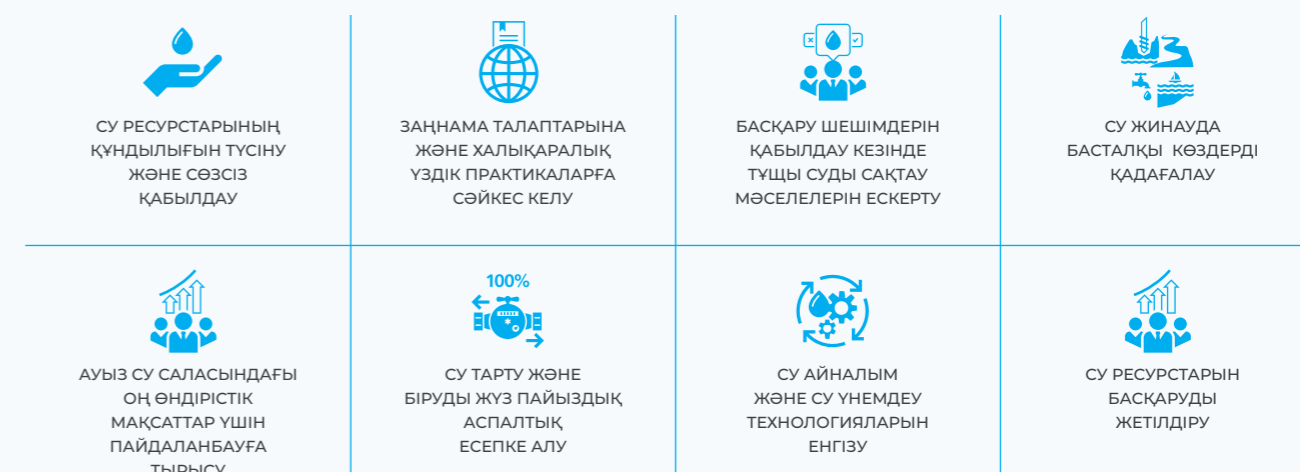 СУ РЕСУРСТАРЫНЫҢ
ҚҰНДЫЛЫҒЫН ТҮСІНУ
ЖӘНЕ СӨЗСІЗ
ҚАБЫЛДАУ
ЗАҢНАМА ТАЛАПТАРЫНА
ЖӘНЕ ХАЛЫҚАРАЛЫҚ
ҮЗДІК ПРАКТИКАЛАРҒА
СӘЙКЕС КЕЛУ
БАСҚАРУ ШЕШІМДЕРІН
ҚАБЫЛДАУ КЕЗІНДЕ
ТҰЩЫ СУДЫ САҚТАУ
МӘСЕЛЕЛЕРІН ЕСКЕРТУ
СУ ЖИНАУДА
БАСТАЛҚЫ КӨЗДЕРДІ
ҚАДАҒАЛАУ
АУЫЗ СУ САЛАСЫНДАҒЫ
ОҢ ӨНДІРІСТІК
МАҚСАТТАР ҮШІН
ПАЙДАЛАНБАУҒА
ТЫРЫСУ
100%
СУ ТАРТУ ЖӘНЕ
БІРУДЫ ЖҮЗ ПАЙЫЗДЫҚ
АСПАЛТЫҚ
ЕСЕПКЕ АЛУ
СУ АЙНАЛЫМ
ЖӘНЕ СУ ҮНЕМДЕУ
ТЕХНОЛОГИЯЛАРЫН
ЕНГІЗУ
СУ РЕСУРСТАРЫН
БАСҚАРУДЫ
ЖЕТІЛДІРУ